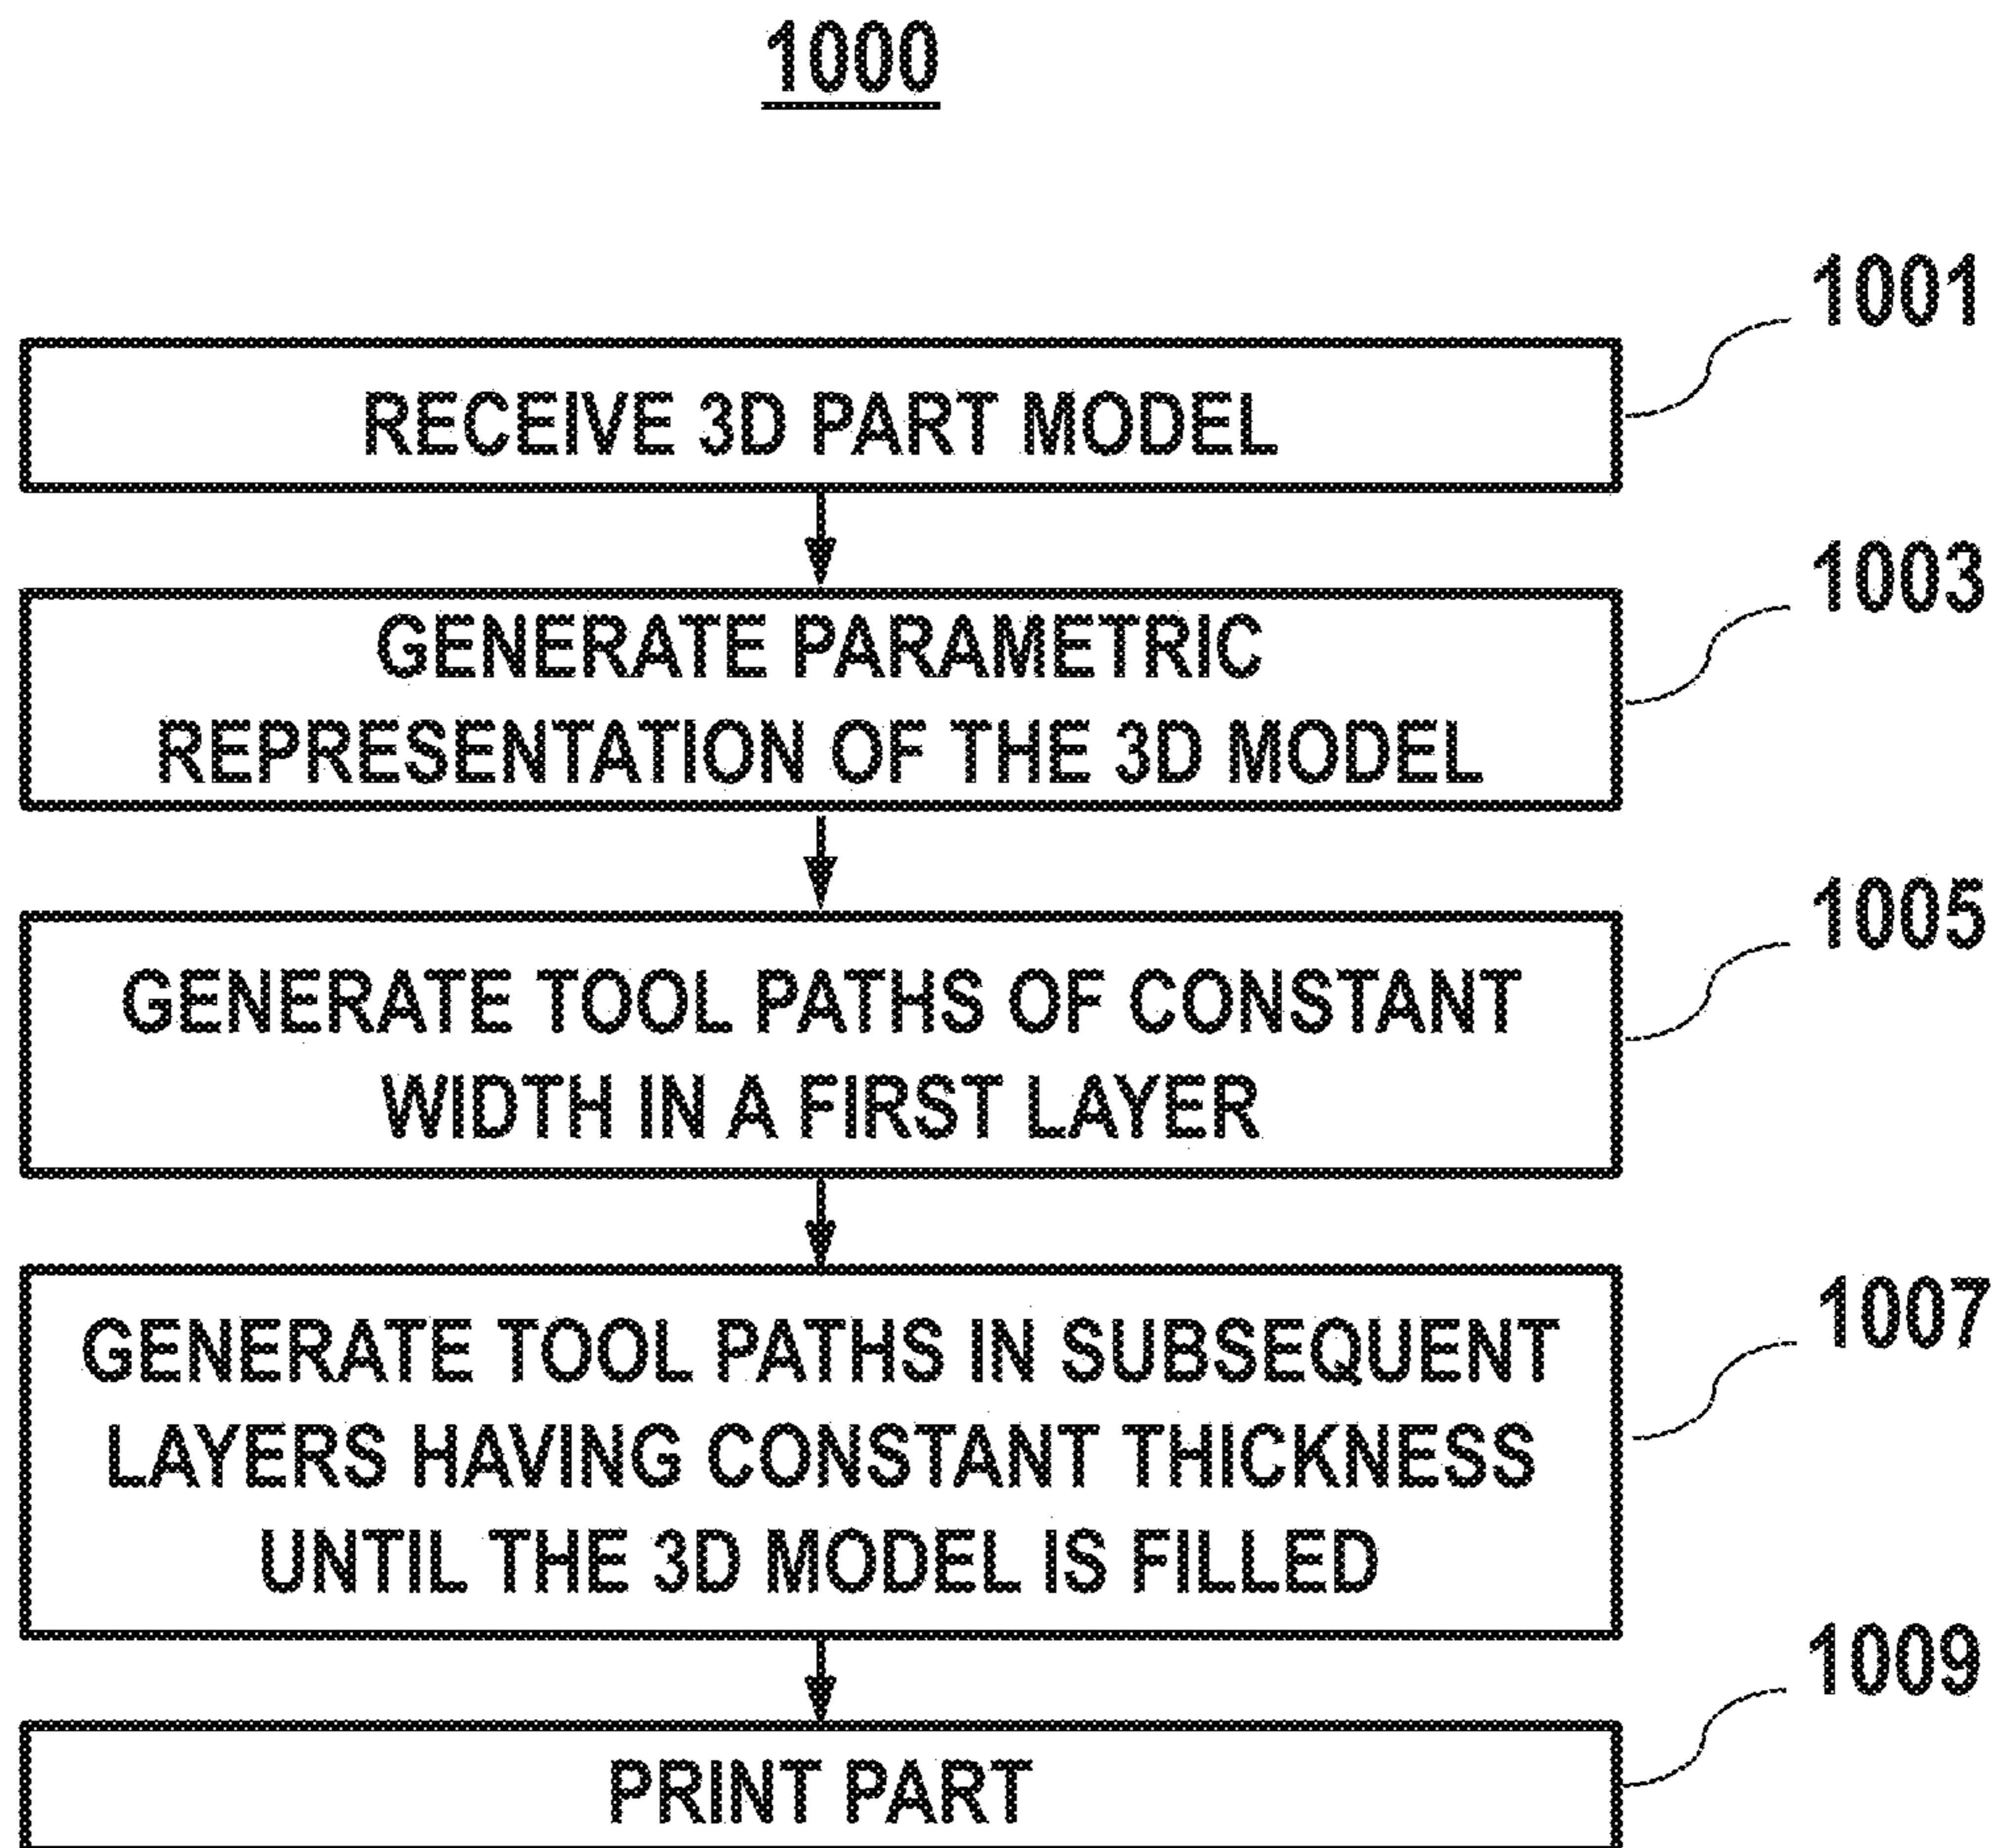 1000
1001
RECEIVE 3D PART MODEL
1003
GENERATE PARAMETRIC
REPRESENTATION OF THE 3D MODEL
1005
GENERATE TOOL PATHS OF CONSTANT
WIDTH IN A FIRST LAYER
1007
GENERATE TOOL PATHS IN SUBSEQUENT
LAYERS HAVING CONSTANT THICKNESS
UNTIL THE 3D MODEL IS FILLED
1009
PRINT PART